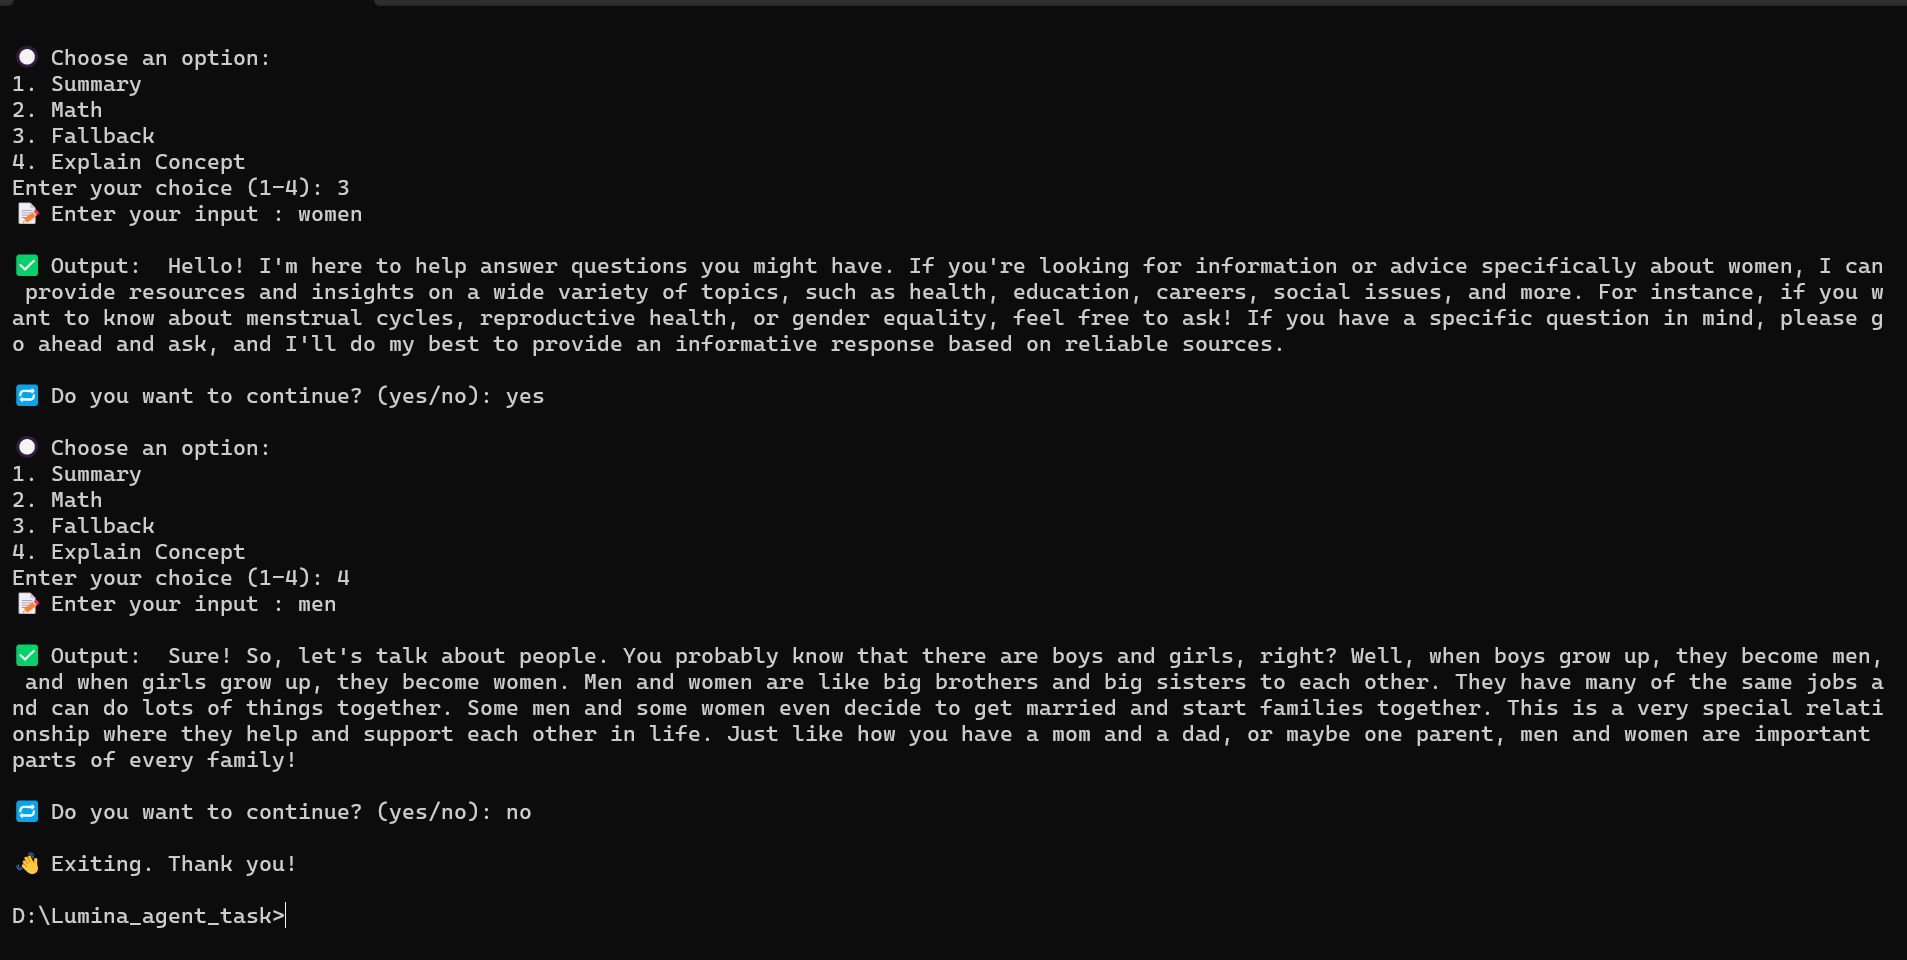 ⚪ Choose an option:
1. Summary
2. Math
3. Fallback
4. Explain Concept
Enter your choice (1-4): 3
📝 Enter your input : women
✅ Output:  Hello! I'm here to help answer questions you might have. If you're looking for information or advice specifically about women, I can
 provide resources and insights on a wide variety of topics, such as health, education, careers, social issues, and more. For instance, if you w
ant to know about menstrual cycles, reproductive health, or gender equality, feel free to ask! If you have a specific question in mind, please g
o ahead and ask, and I'll do my best to provide an informative response based on reliable sources.
🔁 Do you want to continue? (yes/no): yes
⚪ Choose an option:
1. Summary
2. Math
3. Fallback
4. Explain Concept
Enter your choice (1-4): 4
📝 Enter your input : men
✅ Output:  Sure! So, let's talk about people. You probably know that there are boys and girls, right? Well, when boys grow up, they become men,
 and when girls grow up, they become women. Men and women are like big brothers and big sisters to each other. They have many of the same jobs a
nd can do lots of things together. Some men and some women even decide to get married and start families together. This is a very special relati
onship where they help and support each other in life. Just like how you have a mom and a dad, or maybe one parent, men and women are important
parts of every family!
🔁 Do you want to continue? (yes/no): no
👋 Exiting. Thank you!
D:\Lumina_agent_task>